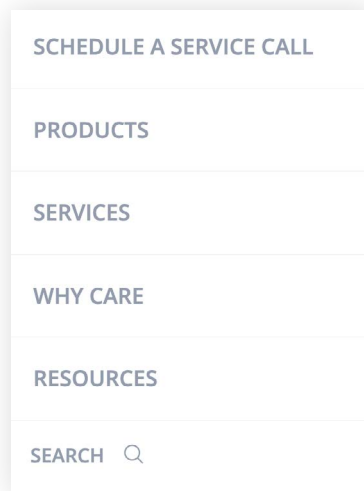 SCHEDULE A SERVICE CALL
PRODUCTS
SERVICES
WHY CARE
RESOURCES
SEARCH